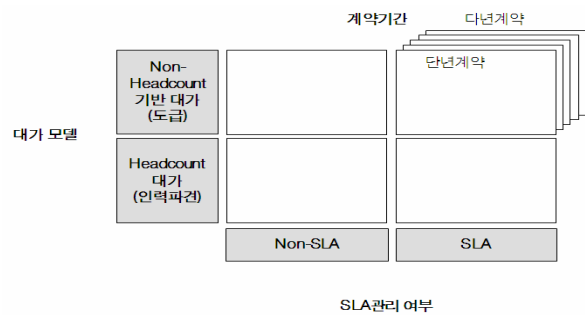 계약기간
다년계약
단년계약
Non-
Headcount
기반 대가
(도급)
대가 모델
Headcount
대가
(인력파견)
Non-SLA
SLA
SLA관리 여부